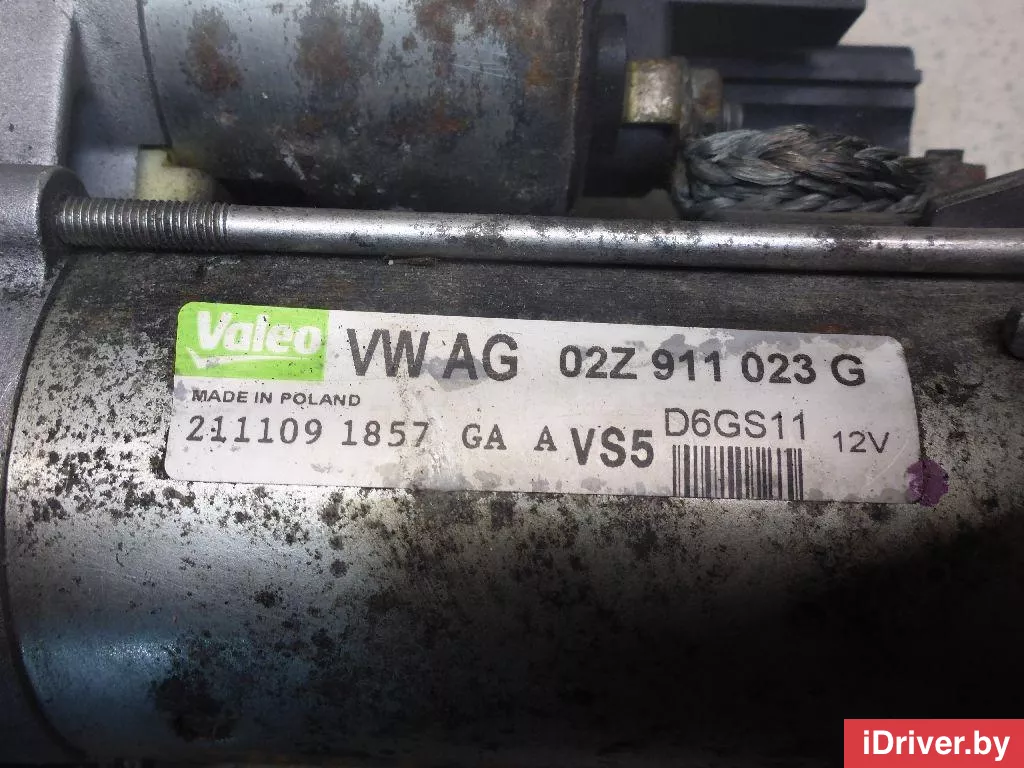 Valeo VW AG 02Z 911 023 G
MADE IN POLAND
211109 1857 GA A VS5 D6GS11 12V
iDriver.by